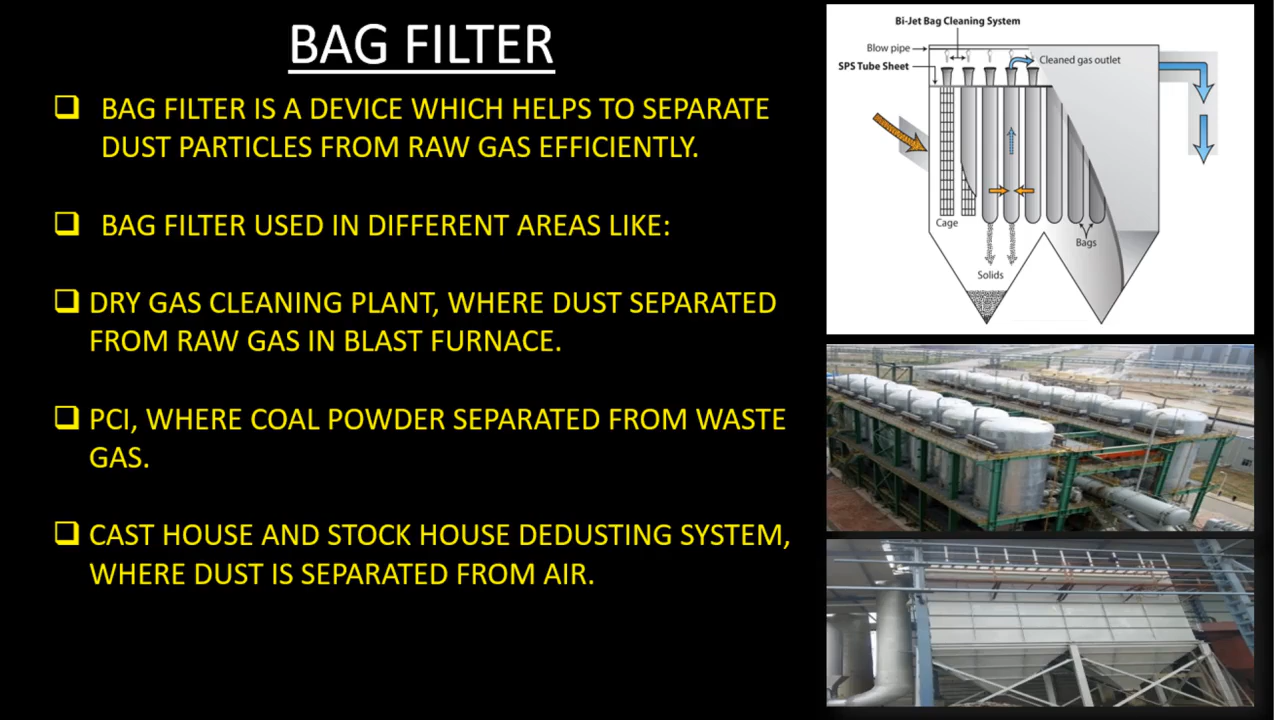 BAG FILTER
BAG FILTER IS A DEVICE WHICH HELPS TO SEPARATE
DUST PARTICLES FROM RAW GAS EFFICIENTLY.
BAG FILTER USED IN DIFFERENT AREAS LIKE:
DRY GAS CLEANING PLANT, WHERE DUST SEPARATED
FROM RAW GAS IN BLAST FURNACE.
PCI, WHERE COAL POWDER SEPARATED FROM WASTE
GAS.
CAST HOUSE AND STOCK HOUSE DEDUSTING SYSTEM,
WHERE DUST IS SEPARATED FROM AIR.
Bi-Jet Bag Cleaning System
Blow pipe
Cleaned gas outlet
SPS Tube Sheet
Cage
Bags
Solids